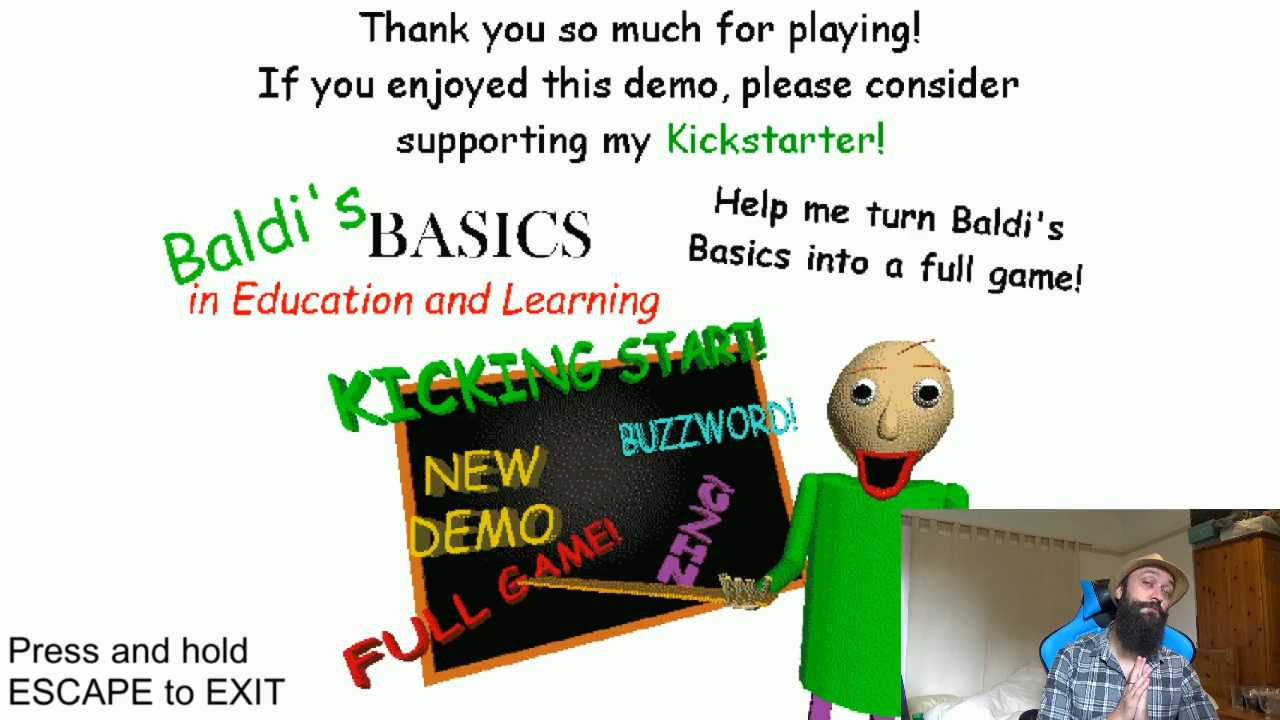 Thank you so much for playing!
If you enjoyed this demo, please consider
supporting my Kickstarter!
Baldi's BASICS
in Education and Learning
Help me turn Baldi's
Basics into a full game!
KICKING START!
BUZZWORD!
NEW
DEMO
ZING!
FULL GAME!
Press and hold
ESCAPE to EXIT